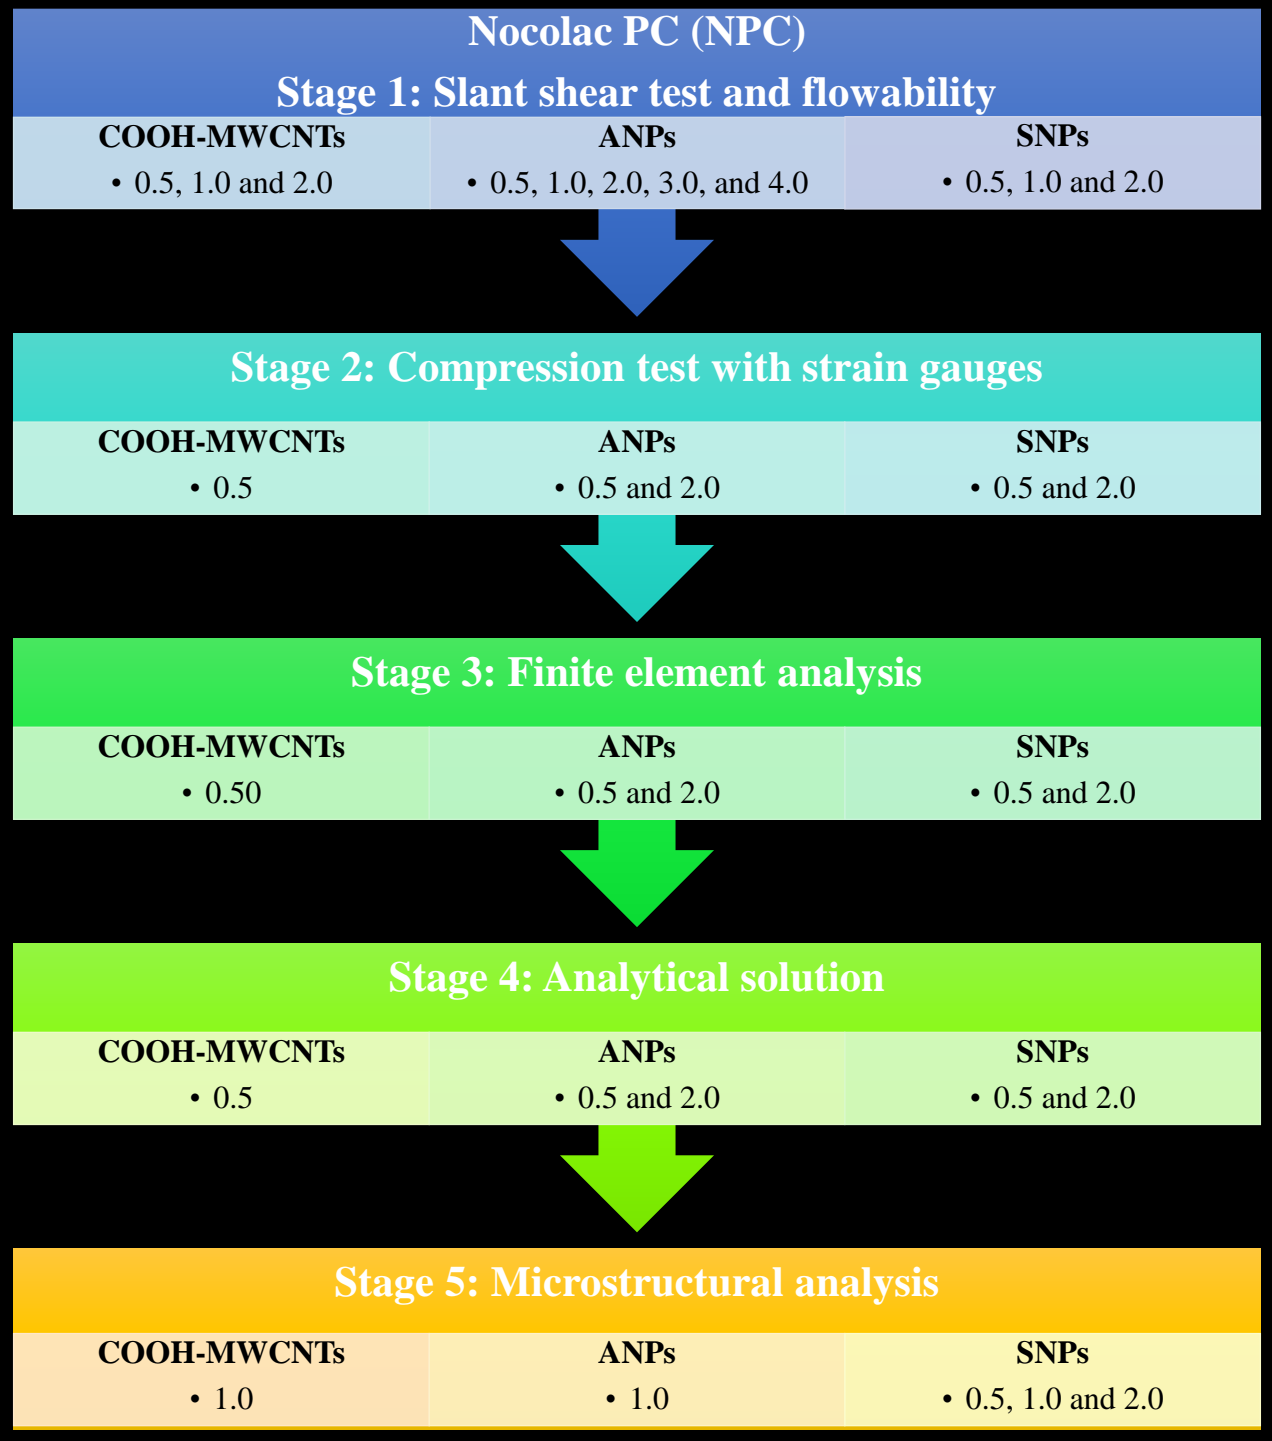 Nocolac PC (NPC)
Stage 1: Slant shear test and flowability
COOH-MWCNTs
• 0.5, 1.0 and 2.0
ANPs
• 0.5, 1.0, 2.0, 3.0, and 4.0
SNPs
• 0.5, 1.0 and 2.0
Stage 2: Compression test with strain gauges
COOH-MWCNTs
• 0.5
ANPs
• 0.5 and 2.0
SNPs
• 0.5 and 2.0
Stage 3: Finite element analysis
COOH-MWCNTs
• 0.50
ANPs
• 0.5 and 2.0
SNPs
• 0.5 and 2.0
Stage 4: Analytical solution
COOH-MWCNTs
• 0.5
ANPs
• 0.5 and 2.0
SNPs
• 0.5 and 2.0
Stage 5: Microstructural analysis
COOH-MWCNTs
• 1.0
ANPs
• 1.0
SNPs
• 0.5, 1.0 and 2.0